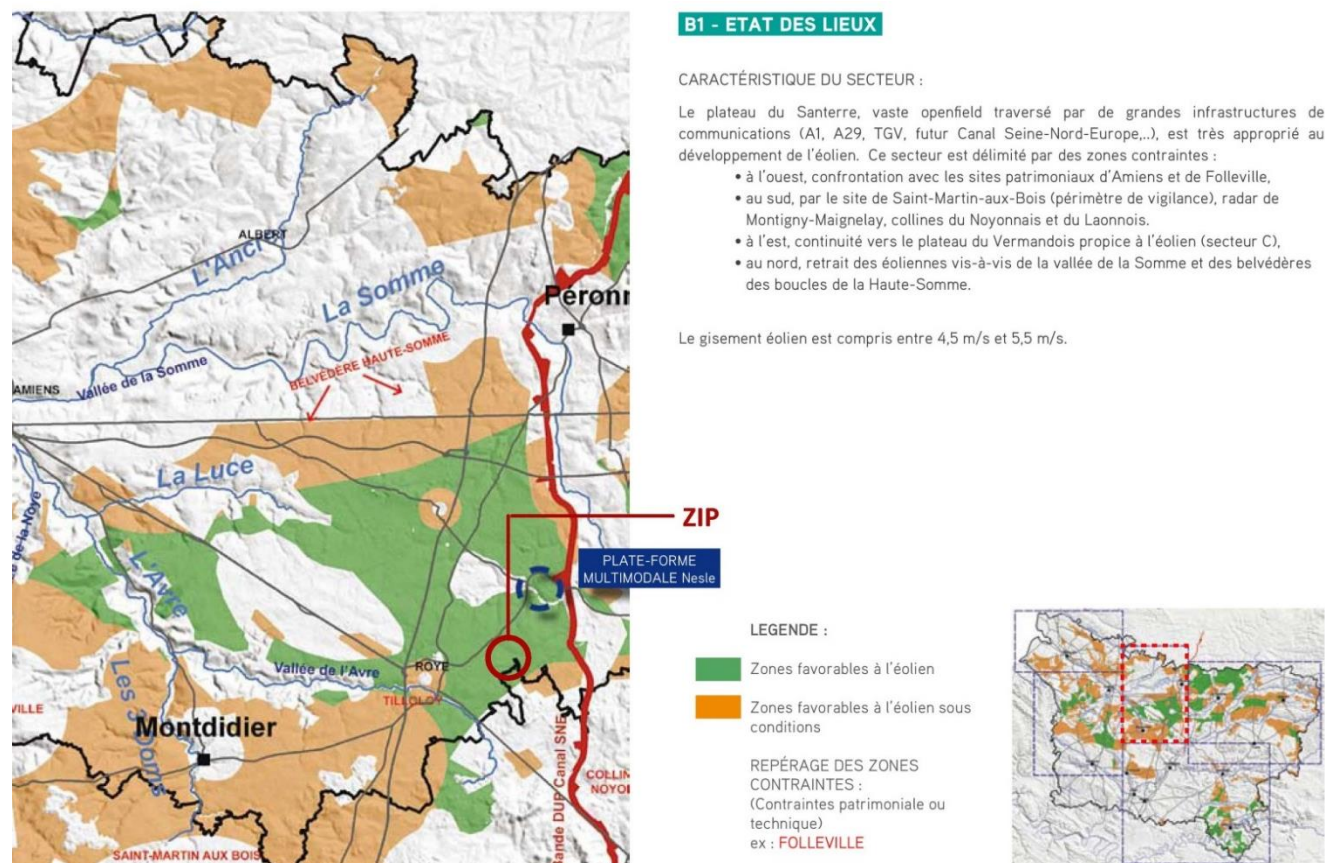 B1 - ETAT DES LIEUX
CARACTÉRISTIQUE DU SECTEUR :
Le plateau du Santerre, vaste openfield traversé par de grandes infrastructures de
communications (A1, A29, TGV, futur Canal Seine-Nord-Europe,..), est très approprié au
développement de l'éolien. Ce secteur est délimité par des zones contraintes :
• à l'ouest, confrontation avec les sites patrimoniaux d'Amiens et de Folleville,
• au sud, par le site de Saint-Martin-aux-Bois (périmètre de vigilance), radar de
Montigny-Maignelay, collines du Noyonnais et du Laonnois.
• à l'est, continuité vers le plateau du Vermandois propice à l'éolien (secteur C),
• au nord, retrait des éoliennes vis-à-vis de la vallée de la Somme et des belvédères
des boucles de la Haute-Somme.
Le gisement éolien est compris entre 4,5 m/s et 5,5 m/s.
ALBERT
L'Ancr
La Somme
Péronn
BELVÉDÈRE HAUTE-SOMME
Vallée de la Somme
AMIENS
La Luce
de la Noye
L'Avre
ZIP
PLATE-FORME
MULTIMODALE Nesle
Vallée de l'Avre
ROYE
TILLOLOY
VILLE
Les 3 Doms
Montdidier
Bande DUP Canal SNE
COLLIN
NOYO
SAINT-MARTIN AUX BOIS
LEGENDE :
Zones favorables à l'éolien
Zones favorables à l'éolien sous
conditions
REPÉRAGE DES ZONES
CONTRAINTES :
(Contraintes patrimoniale ou
technique)
ex : FOLLEVILLE